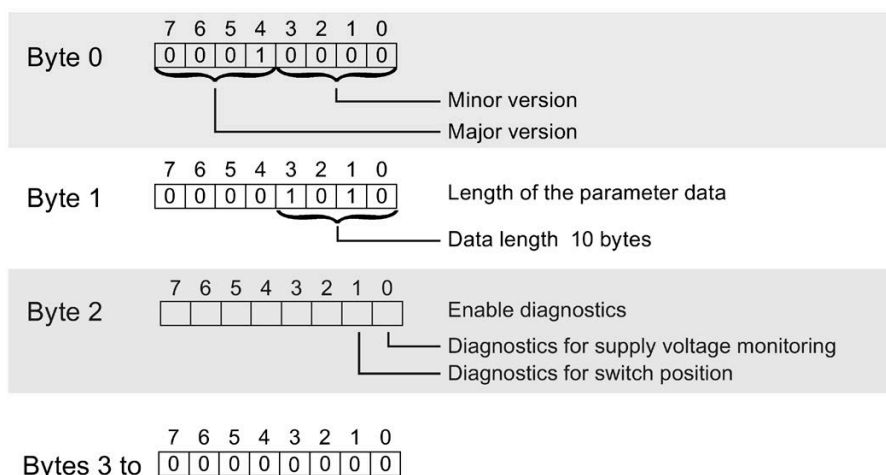 7 6 5 4 3 2 1 0
Byte 0 0 0 0 1 0 0 0 0
Minor version
Major version
7 6 5 4 3 2 1 0
Byte 1 0 0 0 0 1 0 1 0 Length of the parameter data
Data length 10 bytes
7 6 5 4 3 2 1 0
Byte 2 Enable diagnostics
Diagnostics for supply voltage monitoring
Diagnostics for switch position
7 6 5 4 3 2 1 0
Bytes 3 to 0 0 0 0 0 0 0 0